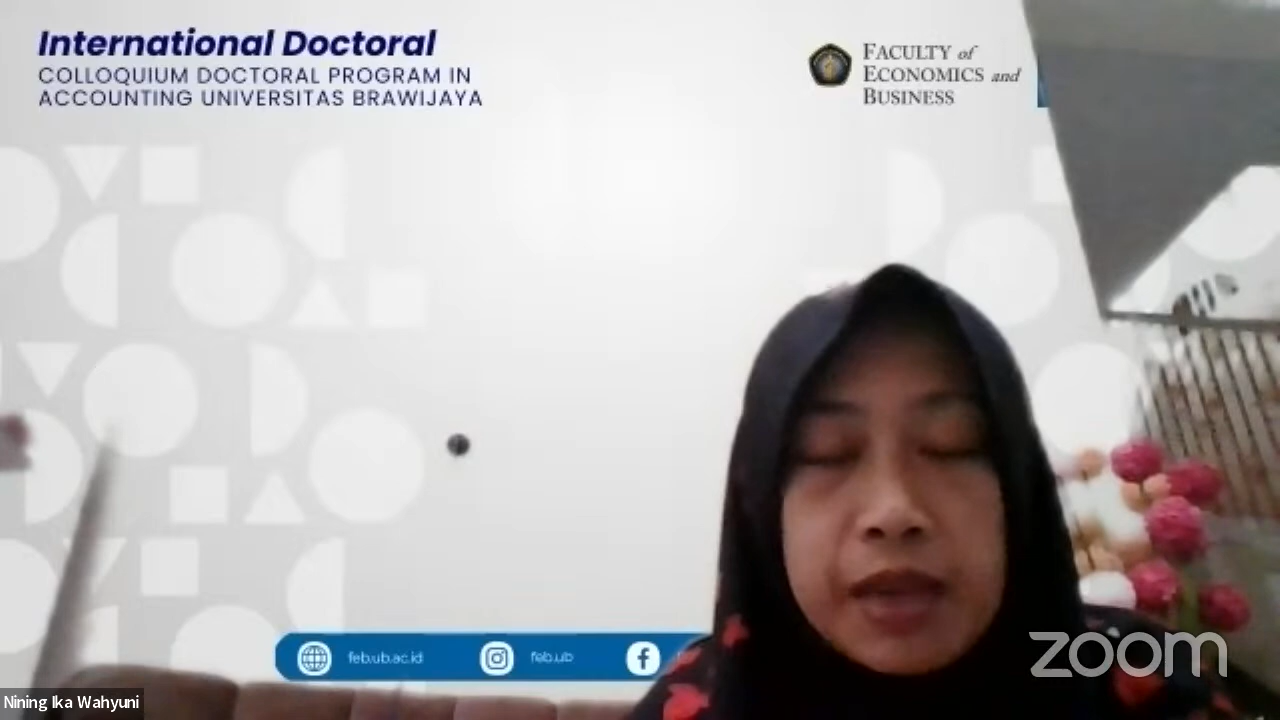 International Doctoral
COLLOQUIUM DOCTORAL PROGRAM IN
ACCOUNTING UNIVERSITAS BRAWIJAYA
FACULTY of
ECONOMICS and
BUSINESS
feb.ub.ac.id
feb.ub
zoom
Nining Ika Wahyuni